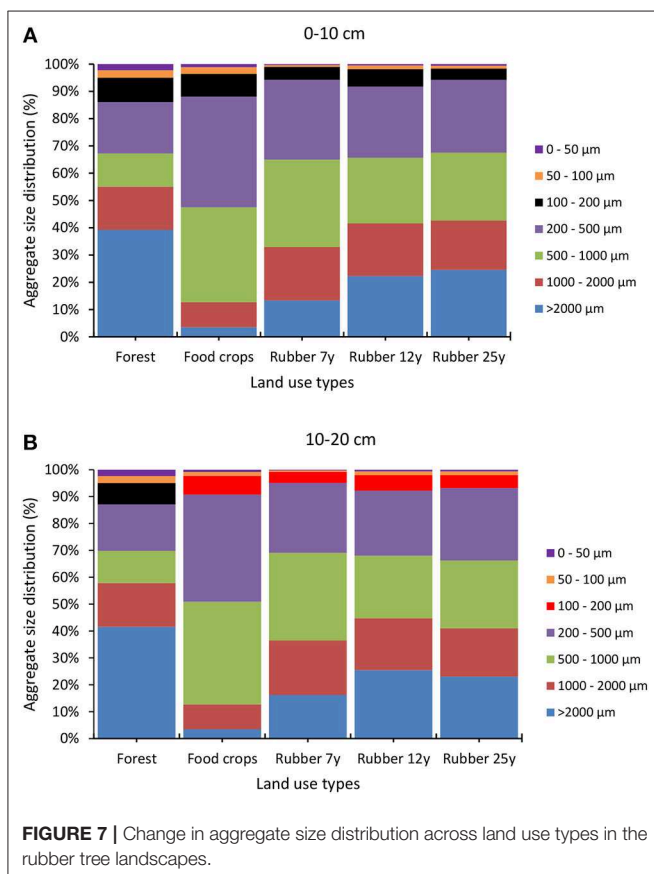 A
0-10 cm
Aggregate size distribution (%)
100%
90%
80%
70%
60%
50%
40%
30%
20%
10%
0%
Forest Food crops Rubber 7y Rubber 12y Rubber 25y
Land use types
0 - 50 µm
50 - 100 µm
100 - 200 µm
200 - 500 µm
500 - 1000 µm
1000 - 2000 µm
>2000 µm
B
10-20 cm
Aggregate size distribution (%)
100%
90%
80%
70%
60%
50%
40%
30%
20%
10%
0%
Forest Food crops Rubber 7y Rubber 12y Rubber 25y
Land use types
0 - 50 µm
50 - 100 µm
100 - 200 µm
200 - 500 µm
500 - 1000 µm
1000 - 2000 µm
>2000 µm
FIGURE 7 | Change in aggregate size distribution across land use types in the
rubber tree landscapes.